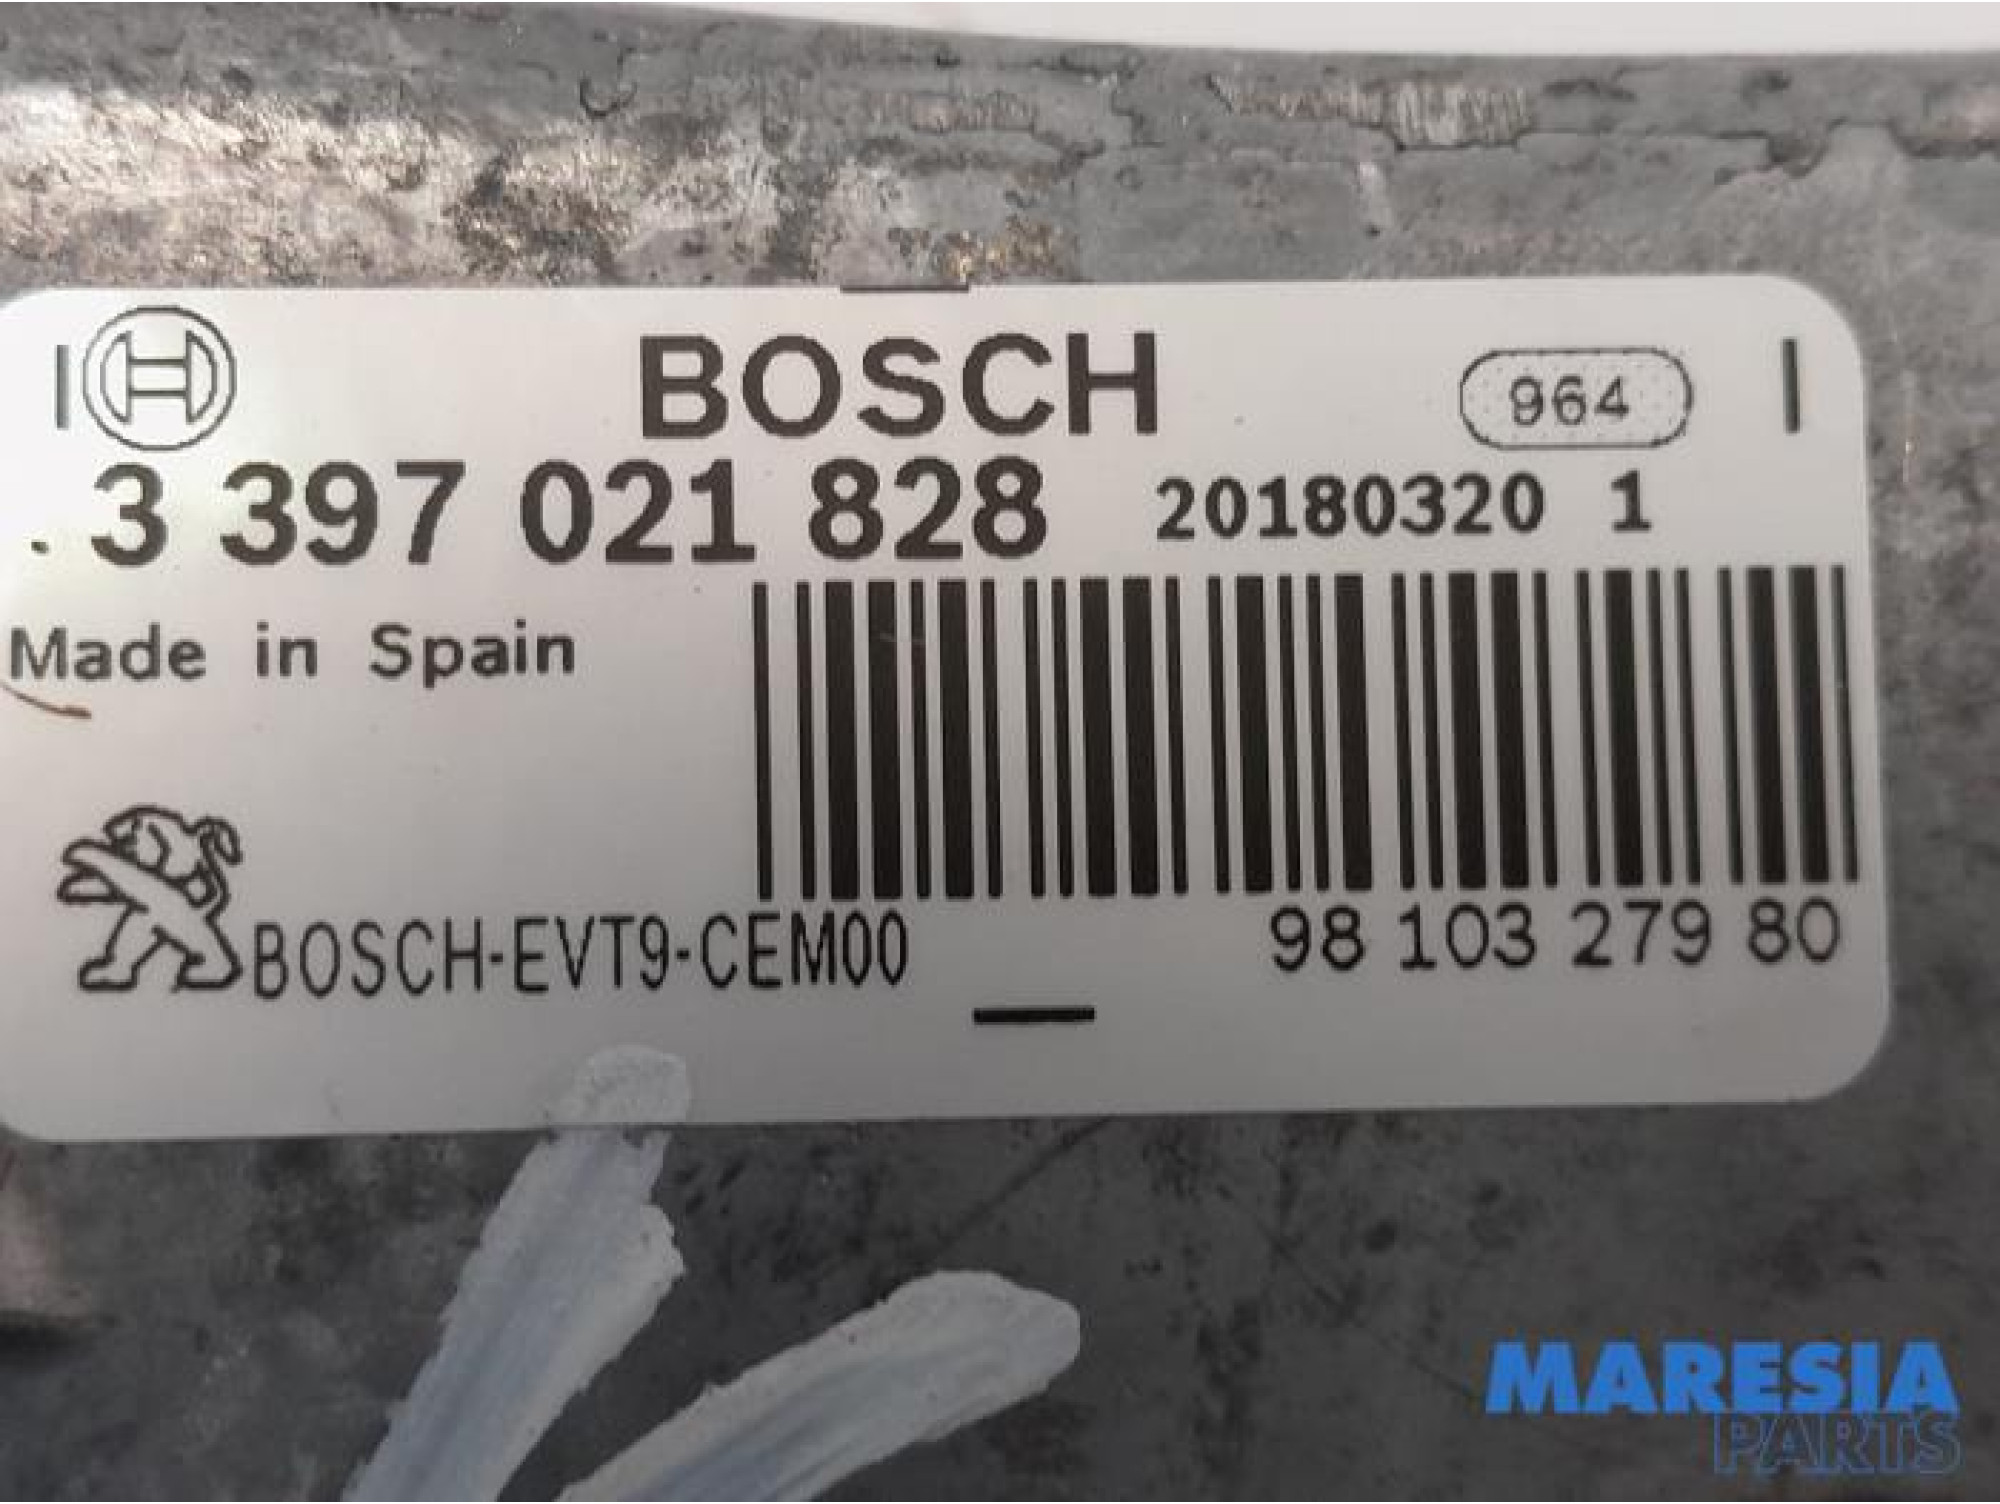 BOSCH 964
3 397 021 828 20180320 1
Made in Spain
BOSCH-EVT9-CEM00 98 103 279 80
MARESIA
PARTS